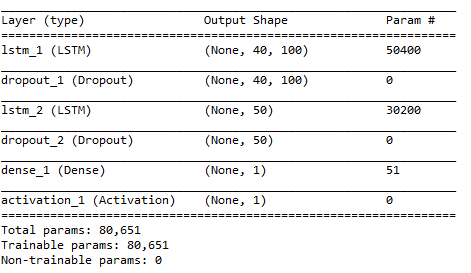 Layer (type) Output Shape Param #
lstm_1 (LSTM) (None, 40, 100) 50400
dropout_1 (Dropout) (None, 40, 100) 0
lstm_2 (LSTM) (None, 50) 30200
dropout_2 (Dropout) (None, 50) 0
dense_1 (Dense) (None, 1) 51
activation_1 (Activation) (None, 1) 0
Total params: 80,651
Trainable params: 80,651
Non-trainable params: 0